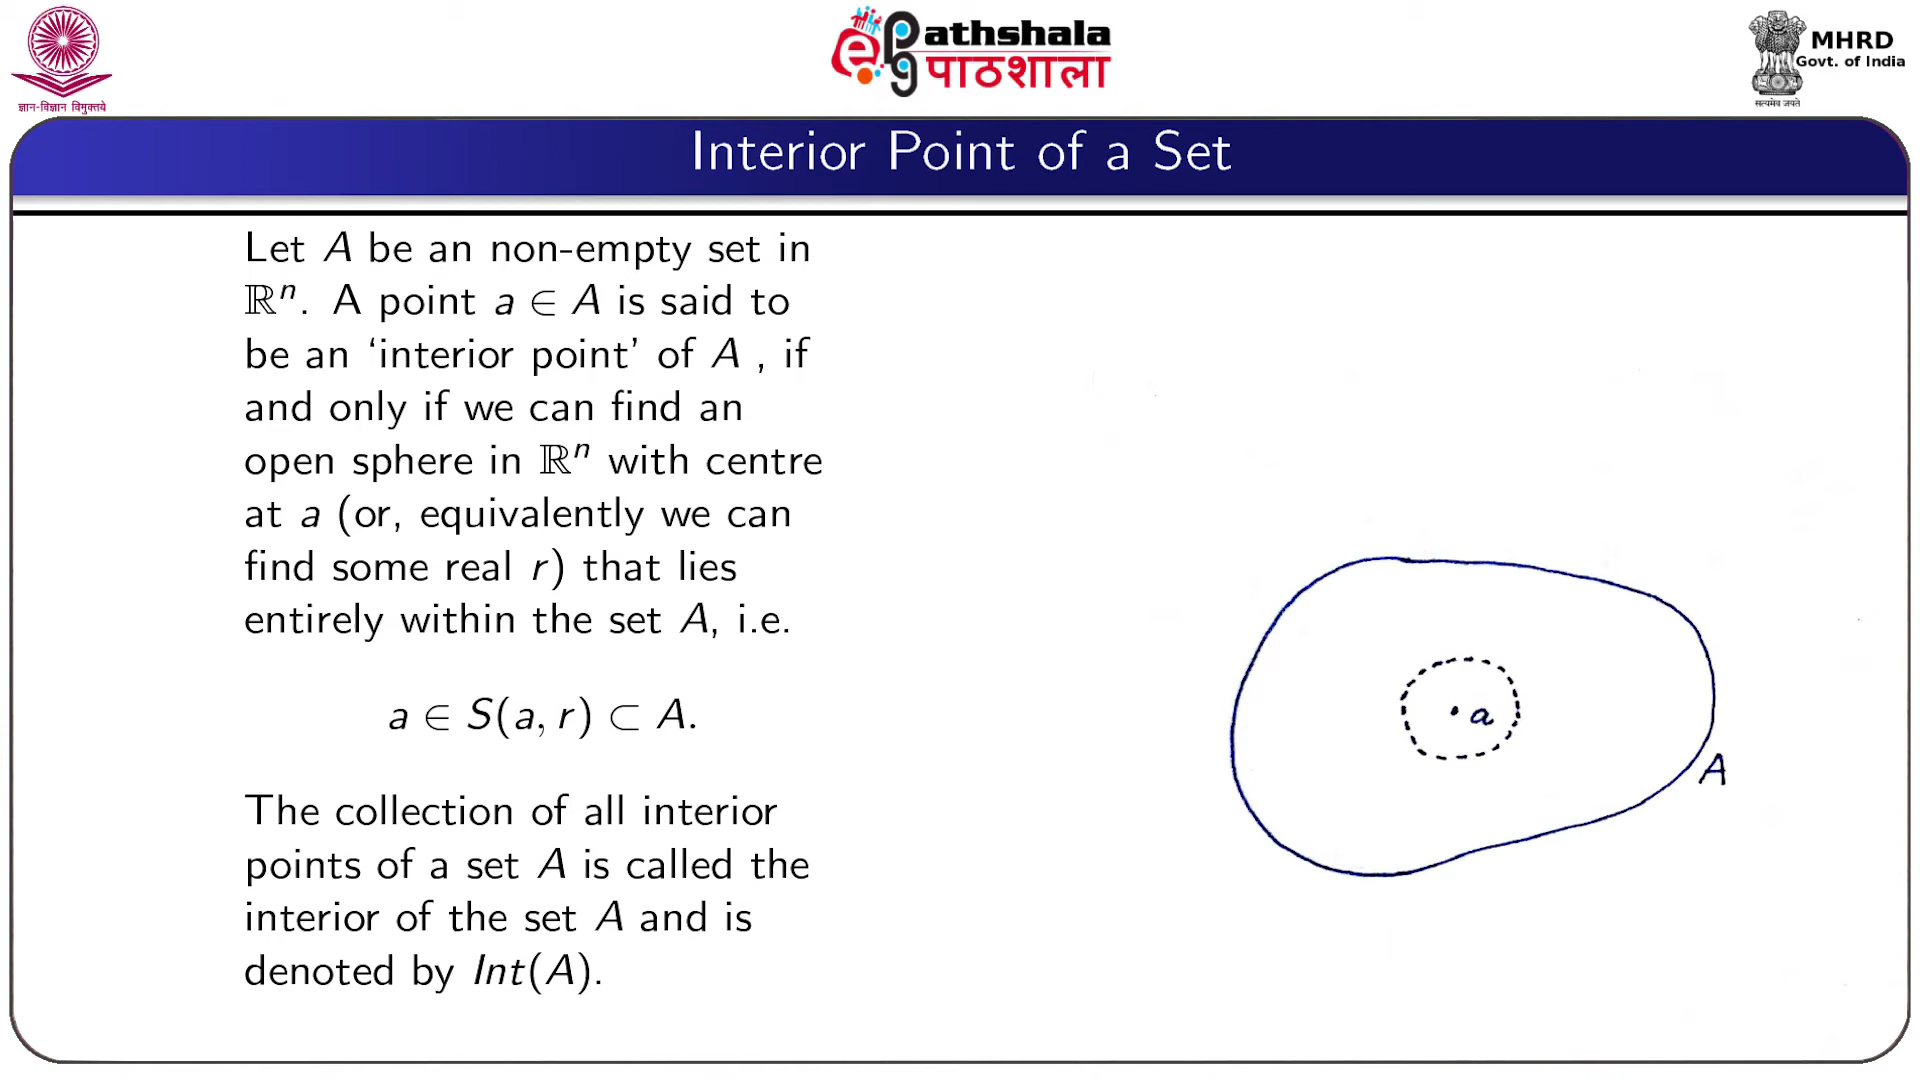 ज्ञान-विज्ञान विमुक्तये
ePG Pathshala
पाठशाला
MHRD
Govt. of India
सत्यमेव जयते
Interior Point of a Set
Let A be an non-empty set in
ℝⁿ. A point a ∈ A is said to
be an ‘interior point’ of A , if
and only if we can find an
open sphere in ℝⁿ with centre
at a (or, equivalently we can
find some real r) that lies
entirely within the set A, i.e.
a ∈ S(a, r) ⊂ A.
The collection of all interior
points of a set A is called the
interior of the set A and is
denoted by Int(A).
a
A